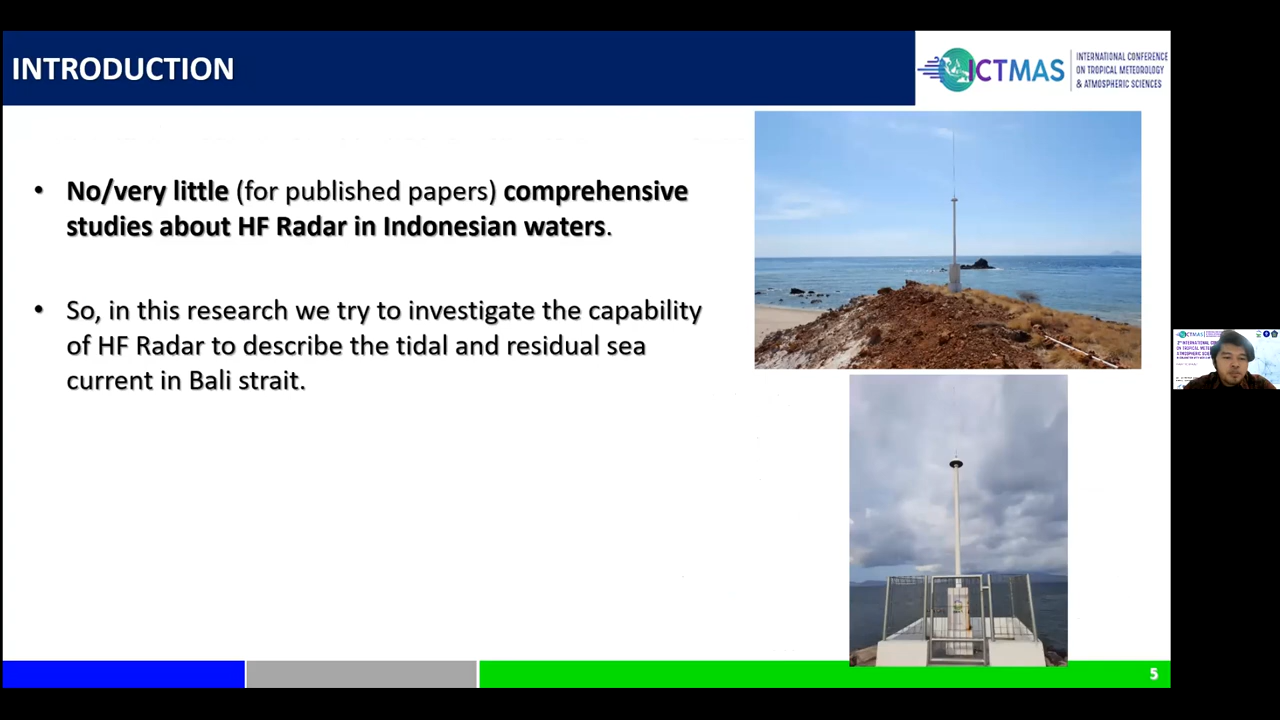 INTRODUCTION
ICTMAS
INTERNATIONAL CONFERENCE
ON TROPICAL METEOROLOGY
& ATMOSPHERIC SCIENCES
• No/very little (for published papers) comprehensive
studies about HF Radar in Indonesian waters.
• So, in this research we try to investigate the capability
of HF Radar to describe the tidal and residual sea
current in Bali strait.
5